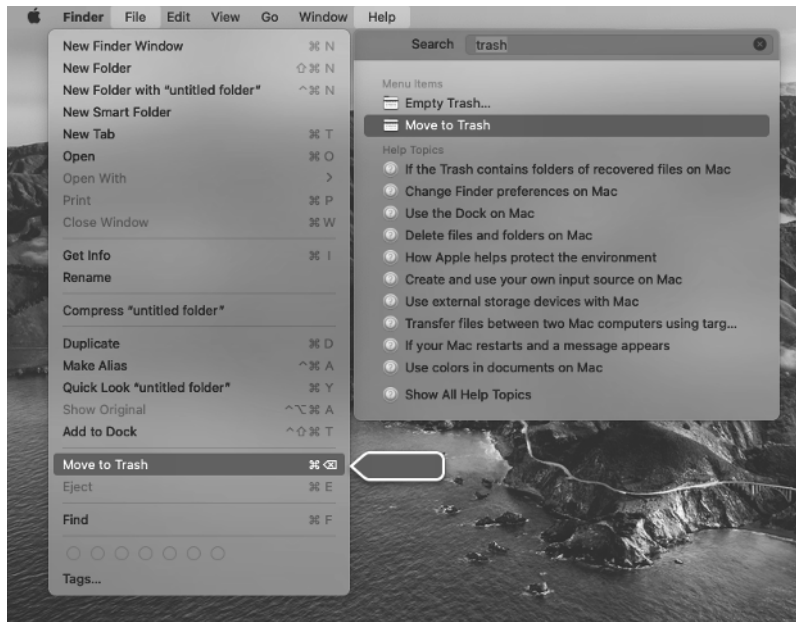 Finder File Edit View Go Window Help
New Finder Window ⌘ N
New Folder ⇧⌘ N
New Folder with “untitled folder” ^⌘ N
New Smart Folder
New Tab ⌘ T
Open ⌘ O
Open With >
Print ⌘ P
Close Window ⌘ W
Get Info ⌘ I
Rename
Compress “untitled folder”
Duplicate ⌘ D
Make Alias ^⌘ A
Quick Look “untitled folder” ⌘ Y
Show Original ^⌥⌘ A
Add to Dock ^⇧⌘ T
Move to Trash ⌘⌫
Eject ⌘ E
Find ⌘ F
Tags...
Search trash
Menu Items
Empty Trash...
Move to Trash
Help Topics
If the Trash contains folders of recovered files on Mac
Change Finder preferences on Mac
Use the Dock on Mac
Delete files and folders on Mac
How Apple helps protect the environment
Create and use your own input source on Mac
Use external storage devices with Mac
Transfer files between two Mac computers using targ...
If your Mac restarts and a message appears
Use colors in documents on Mac
Show All Help Topics